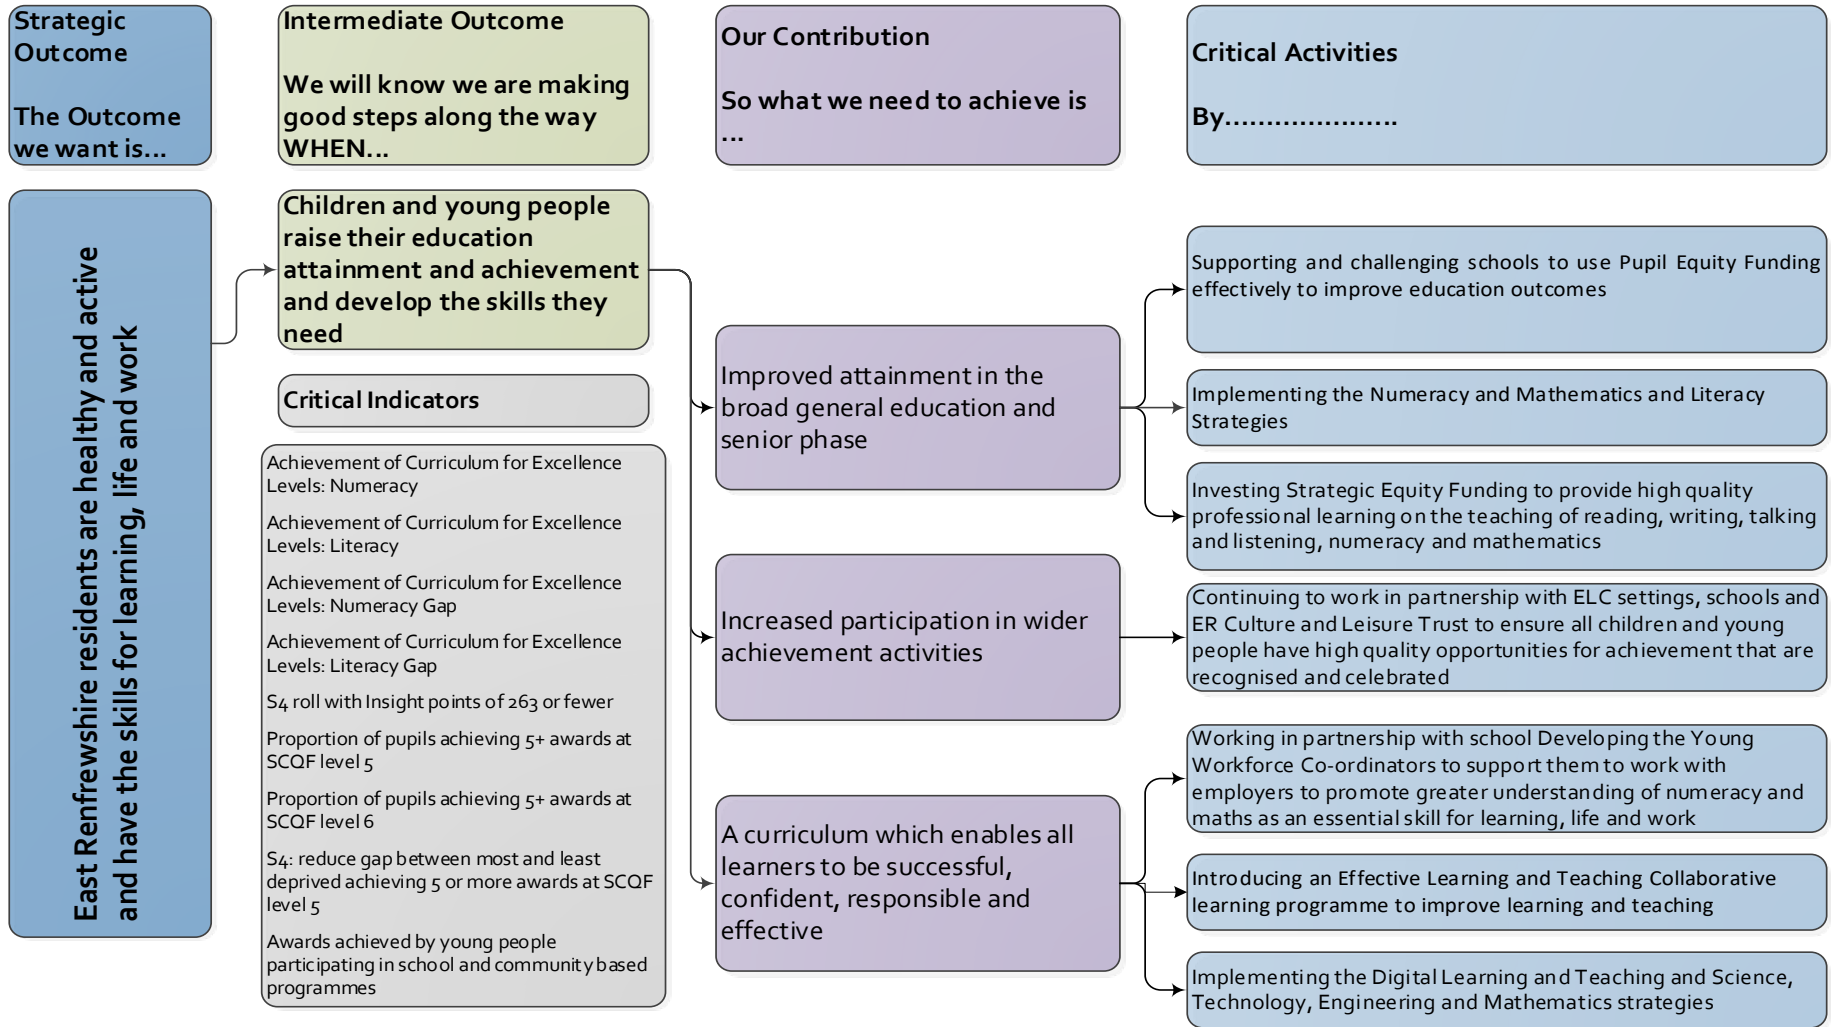 Strategic
Outcome
The Outcome
we want is...
Intermediate Outcome
We will know we are making
good steps along the way
WHEN...
Our Contribution
So what we need to achieve is
...
Critical Activities
By.....................
East Renfrewshire residents are healthy and active
and have the skills for learning, life and work
Children and young people
raise their education
attainment and achievement
and develop the skills they
need
Critical Indicators
Achievement of Curriculum for Excellence
Levels: Numeracy
Achievement of Curriculum for Excellence
Levels: Literacy
Achievement of Curriculum for Excellence
Levels: Numeracy Gap
Achievement of Curriculum for Excellence
Levels: Literacy Gap
S4 roll with Insight points of 263 or fewer
Proportion of pupils achieving 5+ awards at
SCQF level 5
Proportion of pupils achieving 5+ awards at
SCQF level 6
S4: reduce gap between most and least
deprived achieving 5 or more awards at SCQF
level 5
Awards achieved by young people
participating in school and community based
programmes
Improved attainment in the
broad general education and
senior phase
Increased participation in wider
achievement activities
A curriculum which enables all
learners to be successful,
confident, responsible and
effective
Supporting and challenging schools to use Pupil Equity Funding
effectively to improve education outcomes
Implementing the Numeracy and Mathematics and Literacy
Strategies
Investing Strategic Equity Funding to provide high quality
professional learning on the teaching of reading, writing, talking
and listening, numeracy and mathematics
Continuing to work in partnership with ELC settings, schools and
ER Culture and Leisure Trust to ensure all children and young
people have high quality opportunities for achievement that are
recognised and celebrated
Working in partnership with school Developing the Young
Workforce Co-ordinators to support them to work with
employers to promote greater understanding of numeracy and
maths as an essential skill for learning, life and work
Introducing an Effective Learning and Teaching Collaborative
learning programme to improve learning and teaching
Implementing the Digital Learning and Teaching and Science,
Technology, Engineering and Mathematics strategies